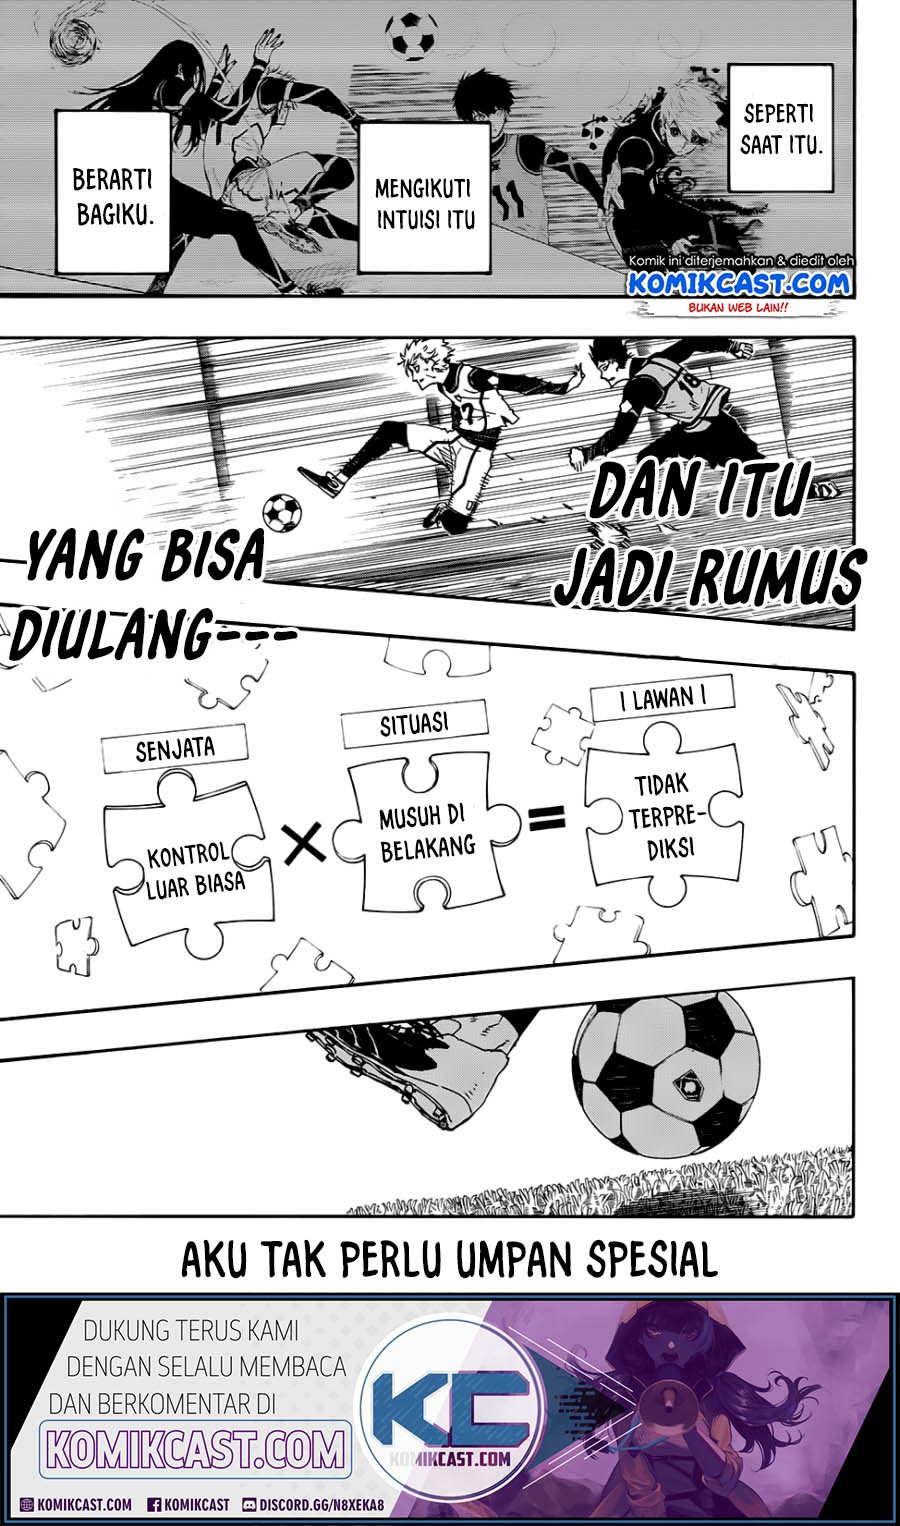 SEPERTI
SAAT ITU.
MENGIKUTI
INTUISI ITU
BERARTI
BAGIKU.
11
Komik ini diterjemahkan & diedit oleh
KOMIKCAST.COM
BUKAN WEB LAIN!!
7
16
DAN ITU
JADI RUMUS
YANG BISA
DIULANG---
1 LAWAN 1
SITUASI
SENJATA
TIDAK
TERPRE-
DIKSI
=
MUSUH DI
BELAKANG
×
KONTROL
LUAR BIASA
AKU TAK PERLU UMPAN SPESIAL
DUKUNG TERUS KAMI
DENGAN SELALU MEMBACA
DAN BERKOMENTAR DI
KOMIKCAST.COM
KC
KOMIKCAST.COM
KOMIKCAST.COM KOMIKCAST DISCORD.GG/N8XEKA8